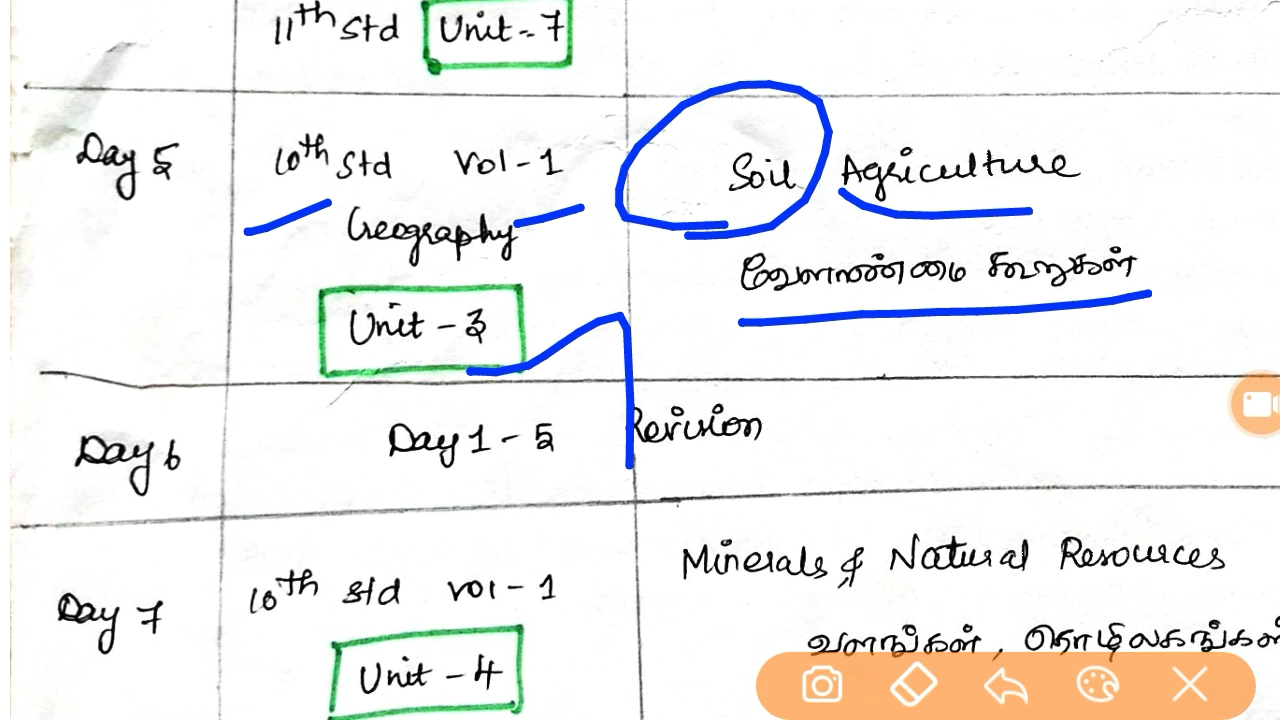 11th std Unit - 7
Day 5 10th std Vol - 1 Soil Agriculture
Geography
வேளாண்மை கூறுகள்
Unit - 3
Day 6 Day 1 - 5 Revision
Minerals & Natural Resources
Day 7 10th std vol - 1
வளங்கள், தொழிலகங்கள்
Unit - 4